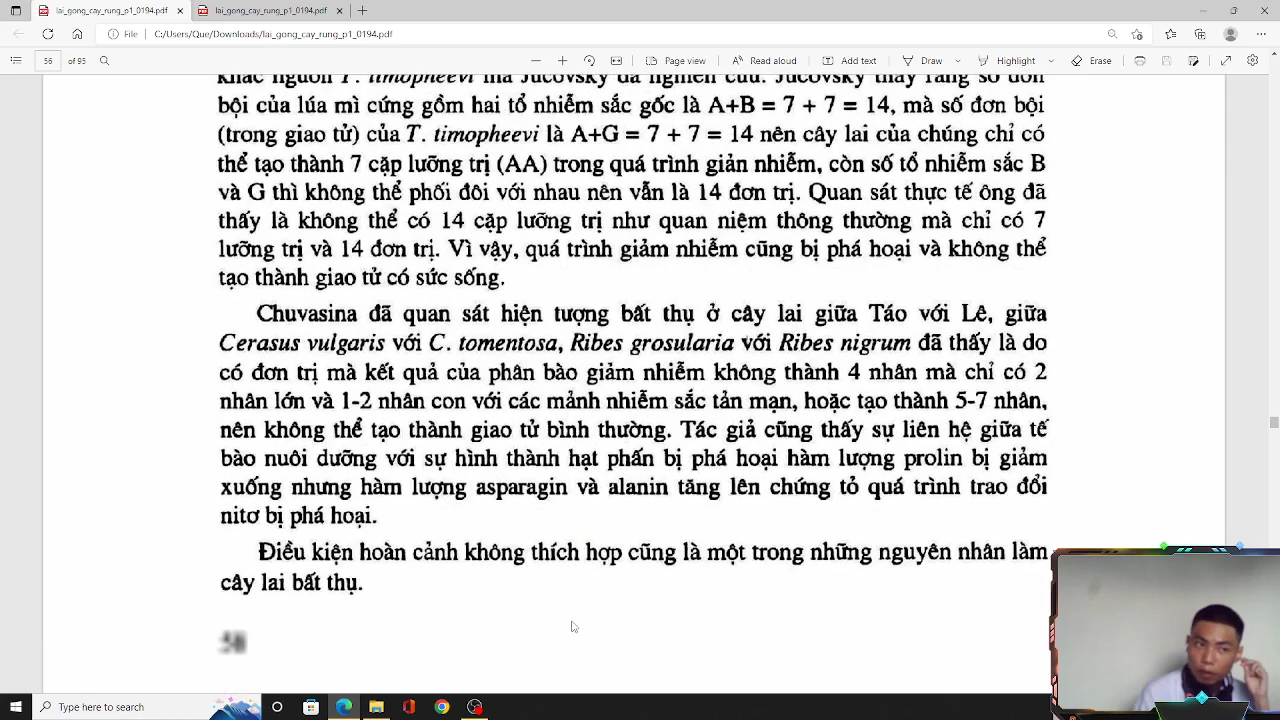 lai_gong_cay_rung_p1_0194.pdf
lai_gong_cay_rung_p1_0194.pdf
File
C:/Users/Que/Downloads/lai_gong_cay_rung_p1_0194.pdf
56 of 95
Page view
Read aloud
Add text
Draw
Highlight
Erase
khác nguồn T. timopheevi mà Jucovsky đã nghiên cứu. Jucovsky thấy rằng số đơn
bội của lúa mì cứng gồm hai tổ nhiễm sắc gốc là A+B = 7 + 7 = 14, mà số đơn bội
(trong giao tử) của T. timopheevi là A+G = 7 + 7 = 14 nên cây lai của chúng chỉ có
thể tạo thành 7 cặp lưỡng trị (AA) trong quá trình giản nhiễm, còn số tổ nhiễm sắc B
và G thì không thể phối đôi với nhau nên vẫn là 14 đơn trị. Quan sát thực tế ông đã
thấy là không thể có 14 cặp lưỡng trị như quan niệm thông thường mà chỉ có 7
lưỡng trị và 14 đơn trị. Vì vậy, quá trình giảm nhiễm cũng bị phá hoại và không thể
tạo thành giao tử có sức sống.
Chuvasina đã quan sát hiện tượng bất thụ ở cây lai giữa Táo với Lê, giữa
Cerasus vulgaris với C. tomentosa, Ribes grosularia với Ribes nigrum đã thấy là do
có đơn trị mà kết quả của phân bào giảm nhiễm không thành 4 nhân mà chỉ có 2
nhân lớn và 1-2 nhân con với các mảnh nhiễm sắc tản mạn, hoặc tạo thành 5-7 nhân,
nên không thể tạo thành giao tử bình thường. Tác giả cũng thấy sự liên hệ giữa tế
bào nuôi dưỡng với sự hình thành hạt phấn bị phá hoại hàm lượng prolin bị giảm
xuống nhưng hàm lượng asparagin và alanin tăng lên chứng tỏ quá trình trao đổi
nitơ bị phá hoại.
Điều kiện hoàn cảnh không thích hợp cũng là một trong những nguyên nhân làm
cây lai bất thụ.
Type here to search